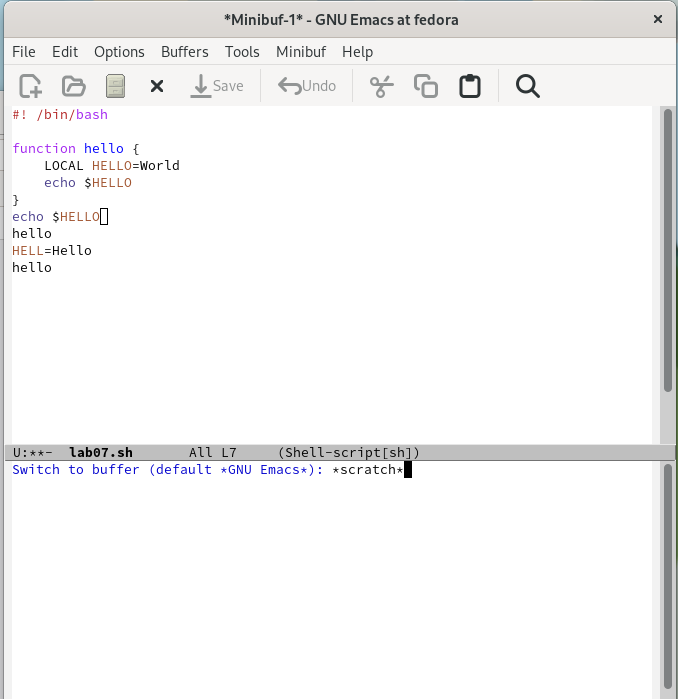 *Minibuf-1* - GNU Emacs at fedora ×
File Edit Options Buffers Tools Minibuf Help
Save Undo
#! /bin/bash
function hello {
    LOCAL HELLO=World
    echo $HELLO
}
echo $HELLO
hello
HELL=Hello
hello
U:**-  lab07.sh       All L7     (Shell-script[sh])
Switch to buffer (default *GNU Emacs*): *scratch*